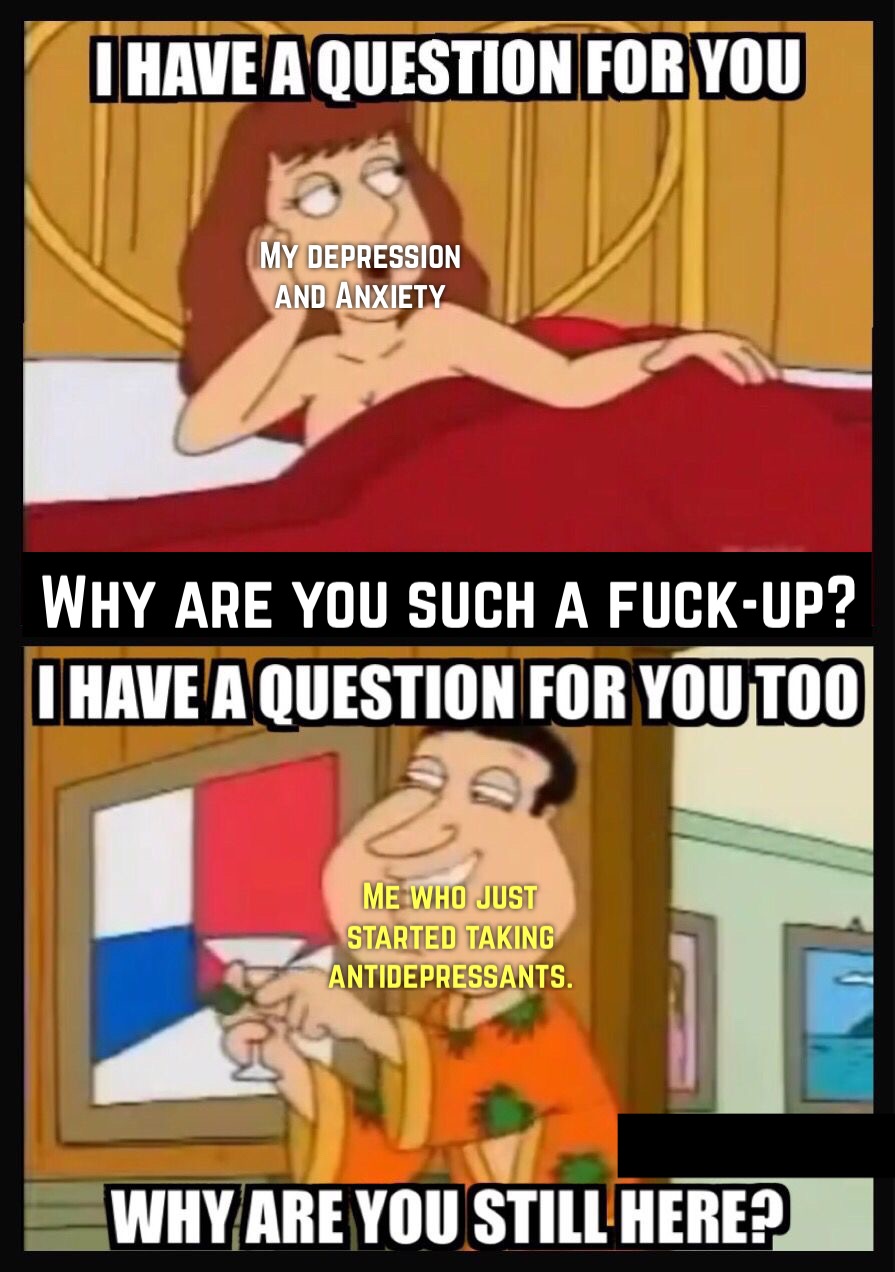 I HAVE A QUESTION FOR YOU
MY DEPRESSION
AND ANXIETY
WHY ARE YOU SUCH A FUCK-UP?
I HAVE A QUESTION FOR YOU TOO
ME WHO JUST
STARTED TAKING
ANTIDEPRESSANTS.
WHY ARE YOU STILL HERE?